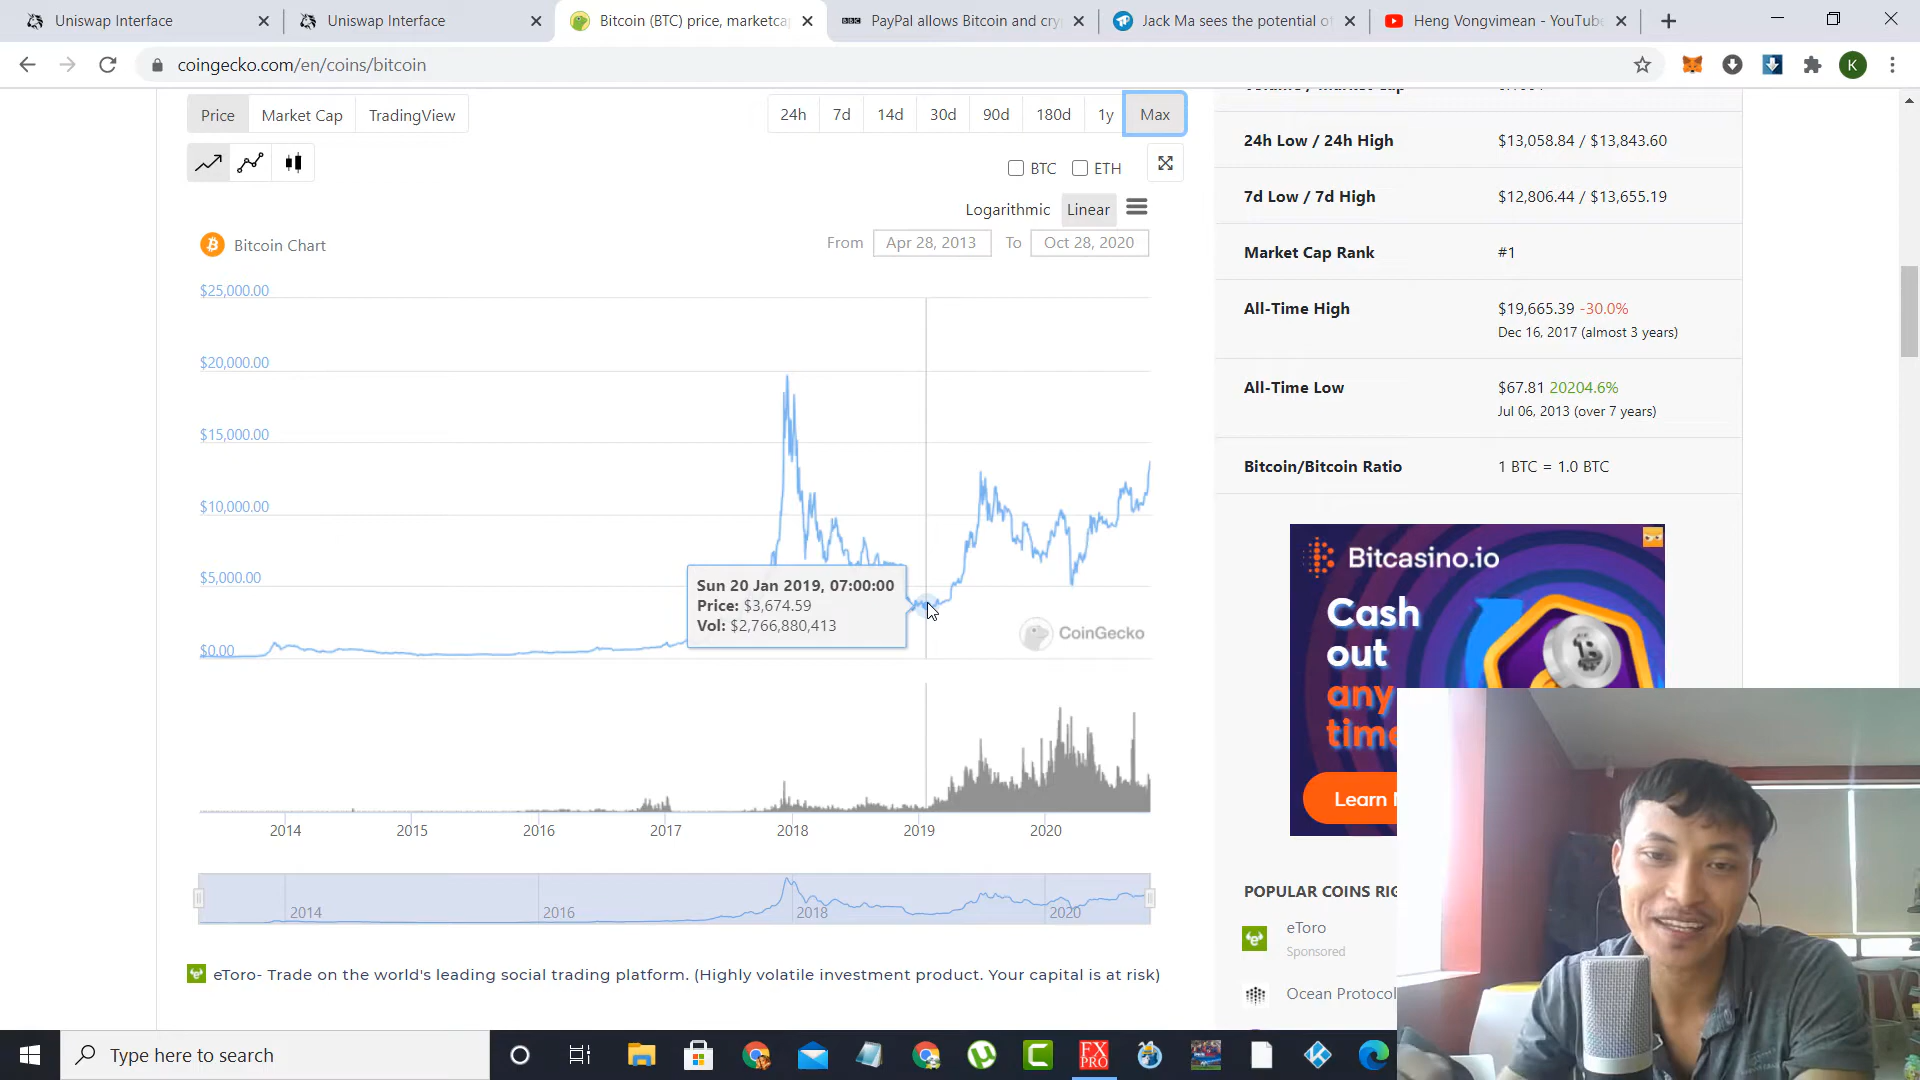 Uniswap Interface
Uniswap Interface
Bitcoin (BTC) price, marketca
BBC
PayPal allows Bitcoin and cry
Jack Ma sees the potential o
Heng Vongvimean - YouTube
coingecko.com/en/coins/bitcoin
K
Price
Market Cap
TradingView
24h
7d
14d
30d
90d
180d
1y
Max
BTC
ETH
Logarithmic
Linear
Bitcoin Chart
From
Apr 28, 2013
To
Oct 28, 2020
$25,000.00
$20,000.00
$15,000.00
$10,000.00
$5,000.00
$0.00
Sun 20 Jan 2019, 07:00:00
Price: $3,674.59
Vol: $2,766,880,413
CoinGecko
2014
2015
2016
2017
2018
2019
2020
2014
2016
2018
2020
eToro- Trade on the world's leading social trading platform. (Highly volatile investment product. Your capital is at risk)
24h Low / 24h High
$13,058.84 / $13,843.60
7d Low / 7d High
$12,806.44 / $13,655.19
Market Cap Rank
#1
All-Time High
$19,665.39 -30.0%
Dec 16, 2017 (almost 3 years)
All-Time Low
$67.81 20204.6%
Jul 06, 2013 (over 7 years)
Bitcoin/Bitcoin Ratio
1 BTC = 1.0 BTC
Bitcasino.io
Cash
out
any
time
Learn
POPULAR COINS RIG
eToro
Sponsored
Ocean Protocol
Type here to search
FX
PRO